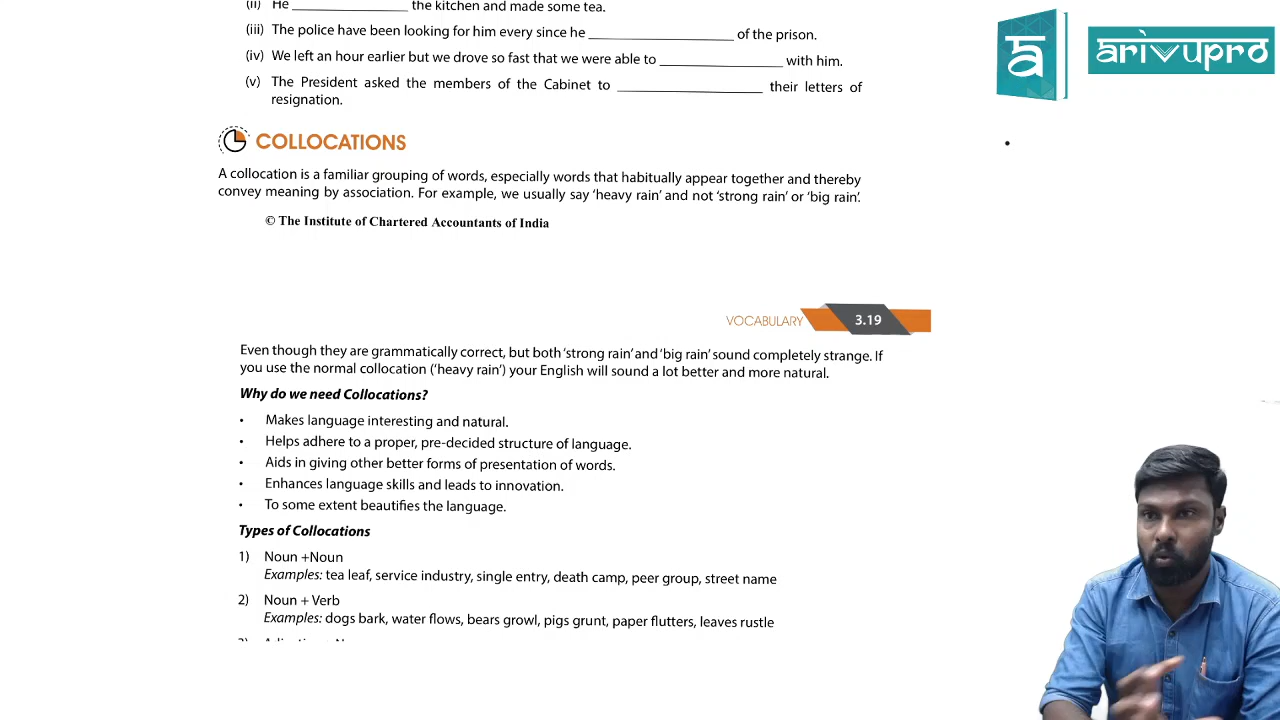 (ii) He ____________ the kitchen and made some tea.
(iii) The police have been looking for him every since he ________________ of the prison.
(iv) We left an hour earlier but we drove so fast that we were able to ______________ with him.
(v) The President asked the members of the Cabinet to ________________ their letters of
resignation.
arivupro
COLLOCATIONS
A collocation is a familiar grouping of words, especially words that habitually appear together and thereby
convey meaning by association. For example, we usually say ‘heavy rain’ and not ‘strong rain’ or ‘big rain’.
© The Institute of Chartered Accountants of India
VOCABULARY 3.19
Even though they are grammatically correct, but both ‘strong rain’ and ‘big rain’ sound completely strange. If
you use the normal collocation (‘heavy rain’) your English will sound a lot better and more natural.
Why do we need Collocations?
• Makes language interesting and natural.
• Helps adhere to a proper, pre-decided structure of language.
• Aids in giving other better forms of presentation of words.
• Enhances language skills and leads to innovation.
• To some extent beautifies the language.
Types of Collocations
1) Noun +Noun
Examples: tea leaf, service industry, single entry, death camp, peer group, street name
2) Noun + Verb
Examples: dogs bark, water flows, bears growl, pigs grunt, paper flutters, leaves rustle